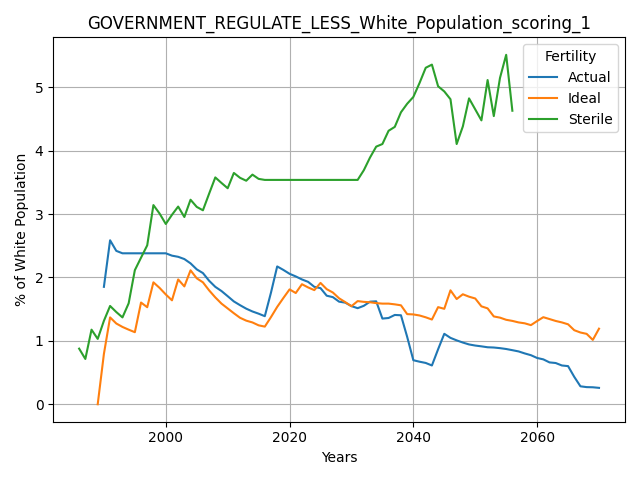 GOVERNMENT_REGULATE_LESS_White_Population_scoring_1
Fertility
Actual
Ideal
Sterile
% of White Population
5
4
3
2
1
0
2000
2020
2040
2060
Years